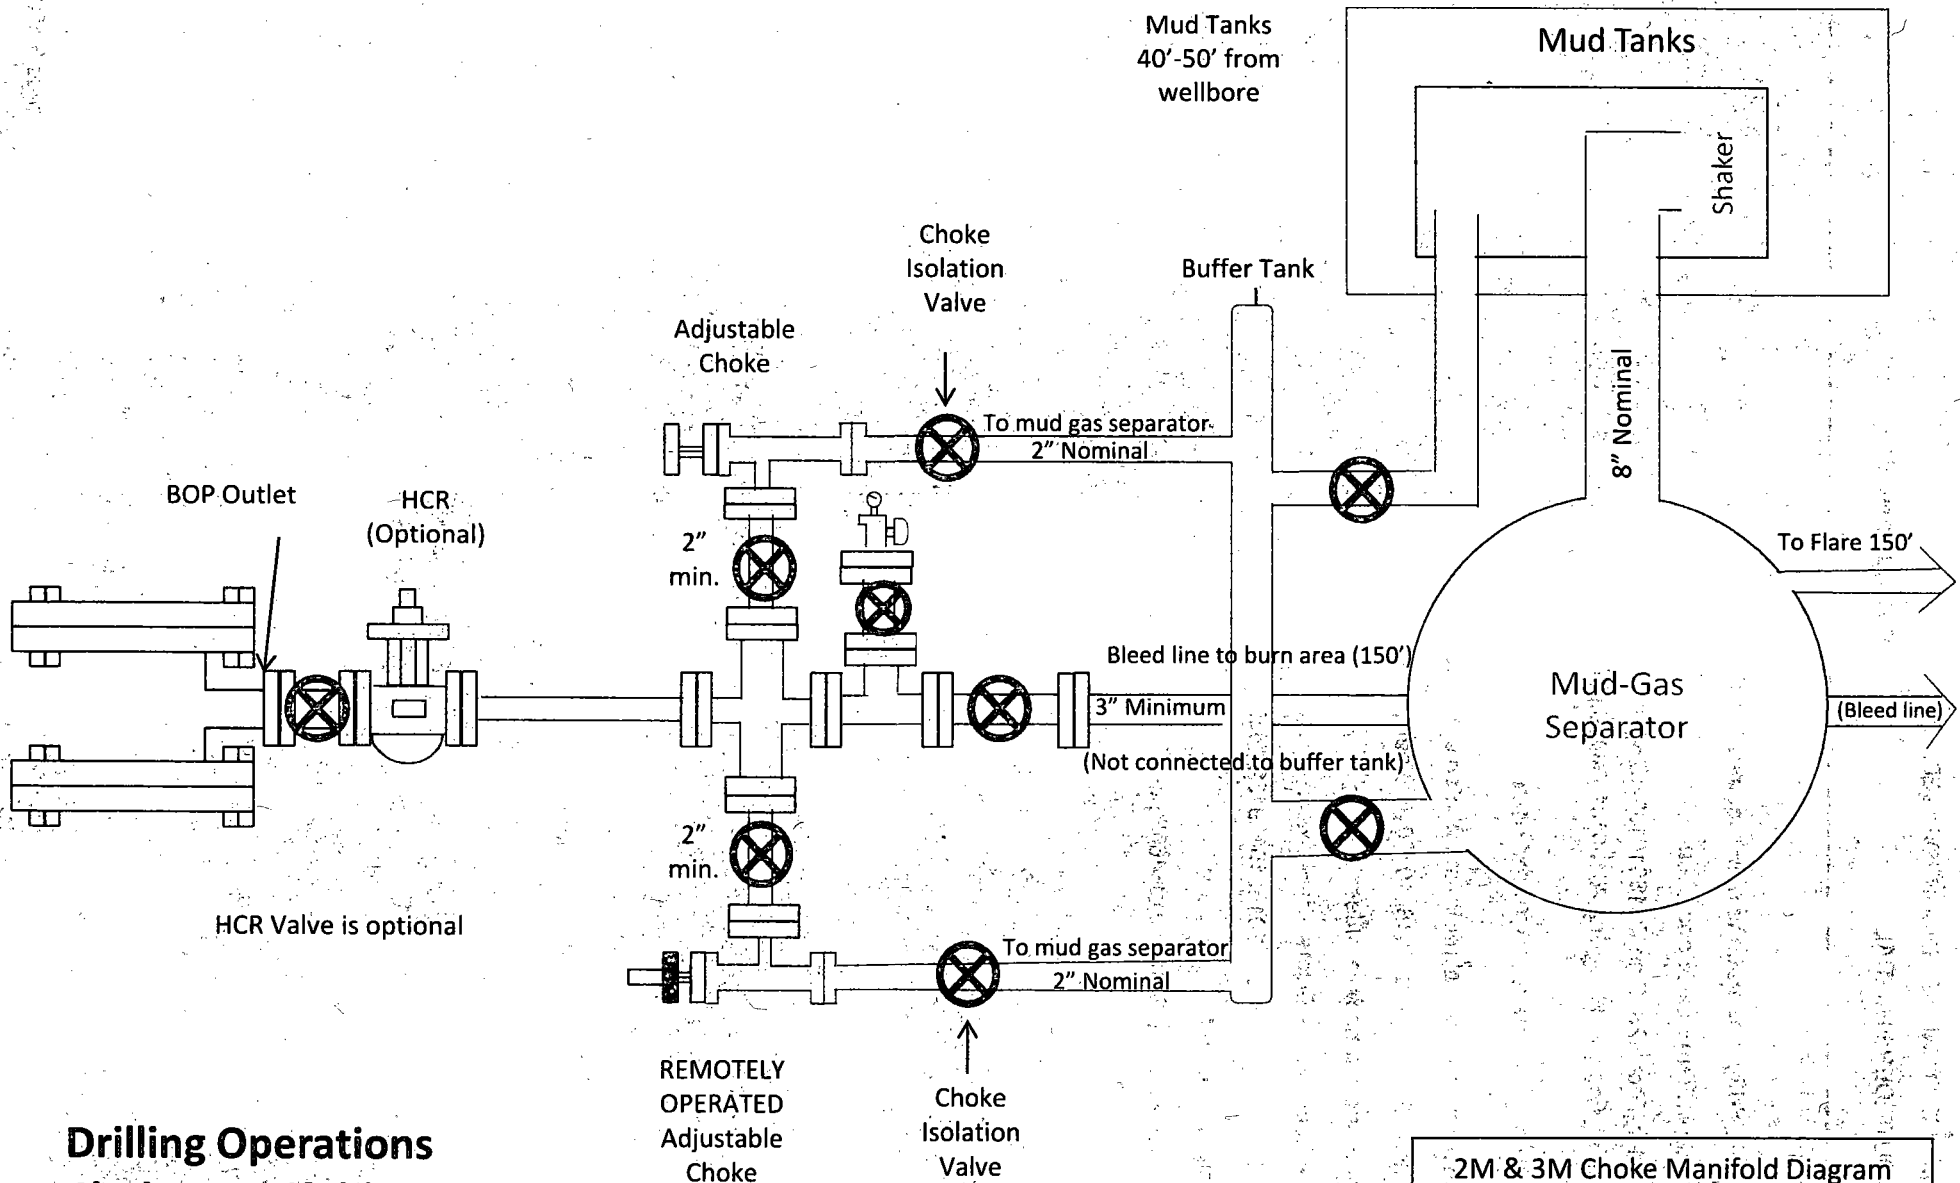 Mud Tanks
40'-50' from
wellbore
Mud Tanks
Shaker
Choke
Isolation
Valve
Buffer Tank
Adjustable
Choke
To mud gas separator
2" Nominal
8" Nominal
BOP Outlet
HCR
(Optional)
2"
min.
To Flare 150'
Bleed line to burn area (150')
3" Minimum
(Not connected to buffer tank)
Mud-Gas
Separator
(Bleed line)
2"
min.
HCR Valve is optional
To mud gas separator
2" Nominal
REMOTELY
OPERATED
Adjustable
Choke
Choke
Isolation
Valve
Drilling Operations
2M & 3M Choke Manifold Diagram